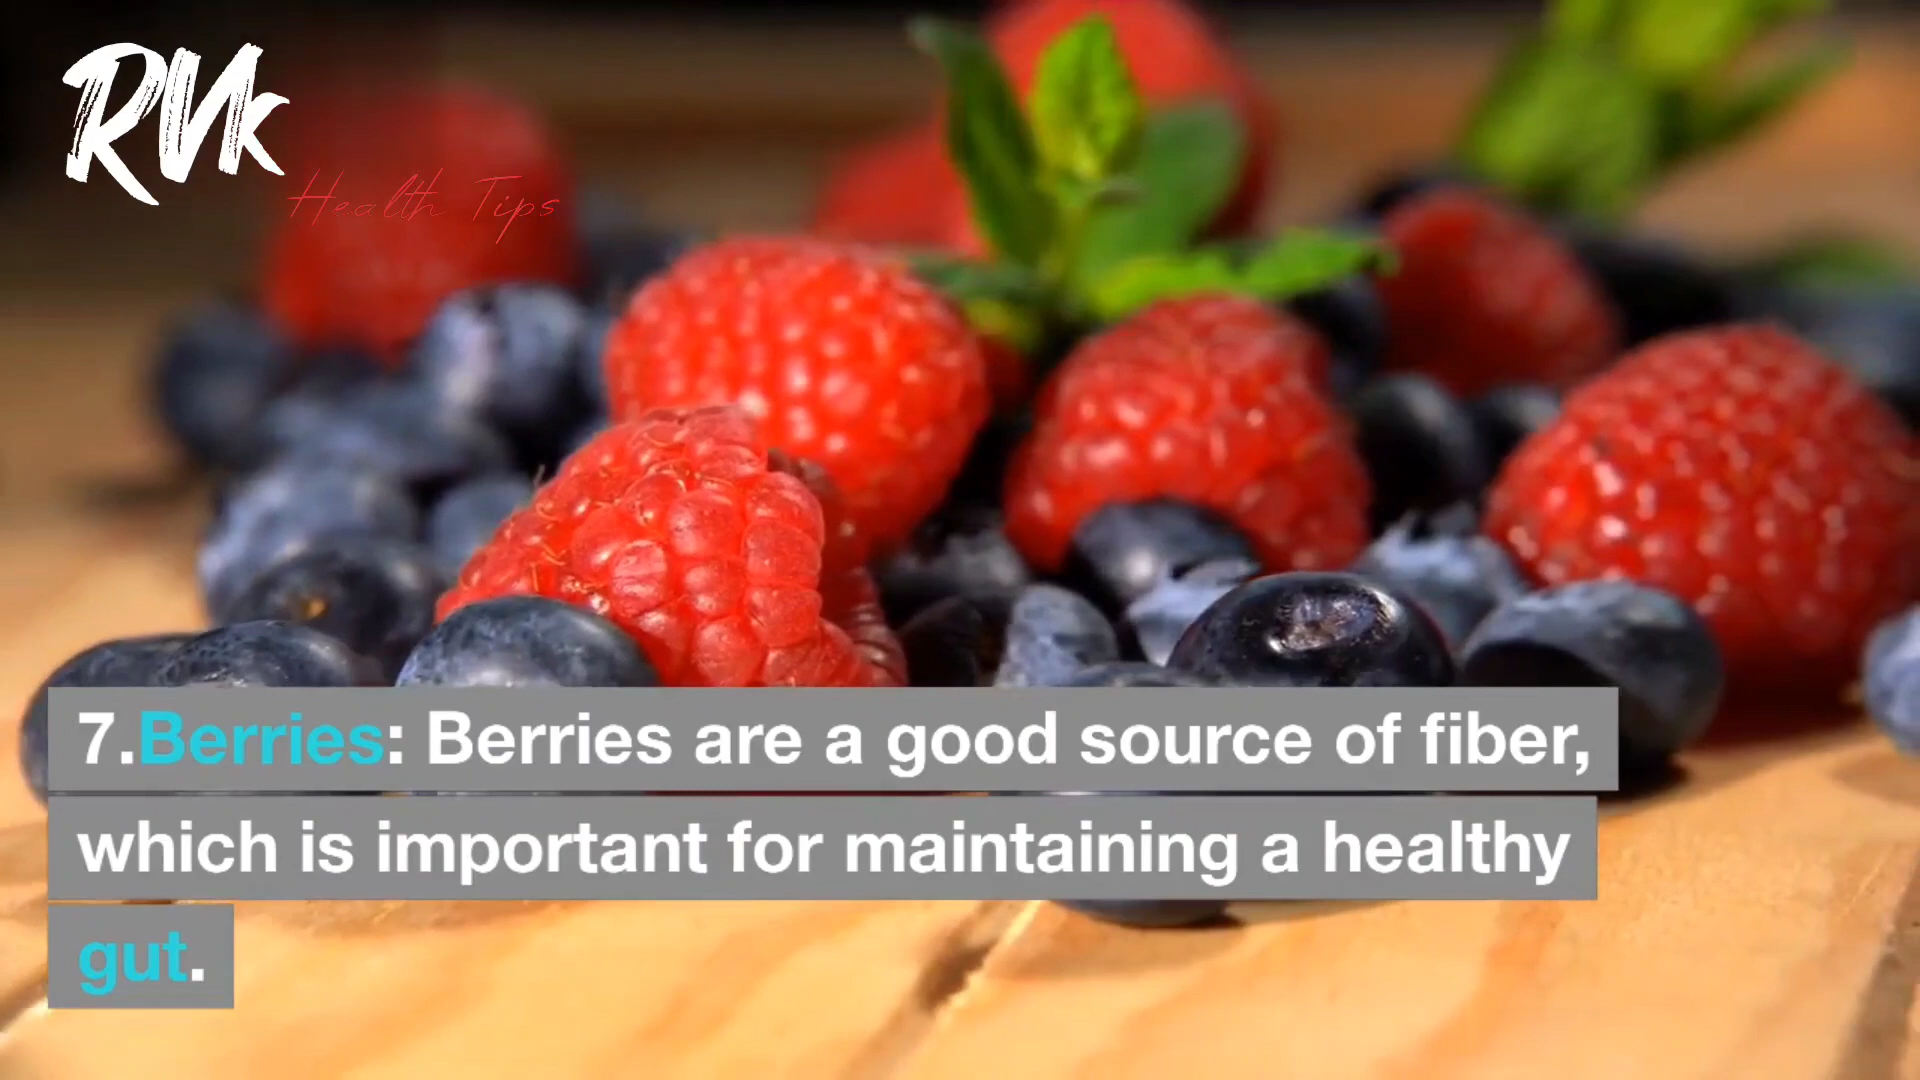 RVk
Health Tips
7.Berries: Berries are a good source of fiber,
which is important for maintaining a healthy
gut.